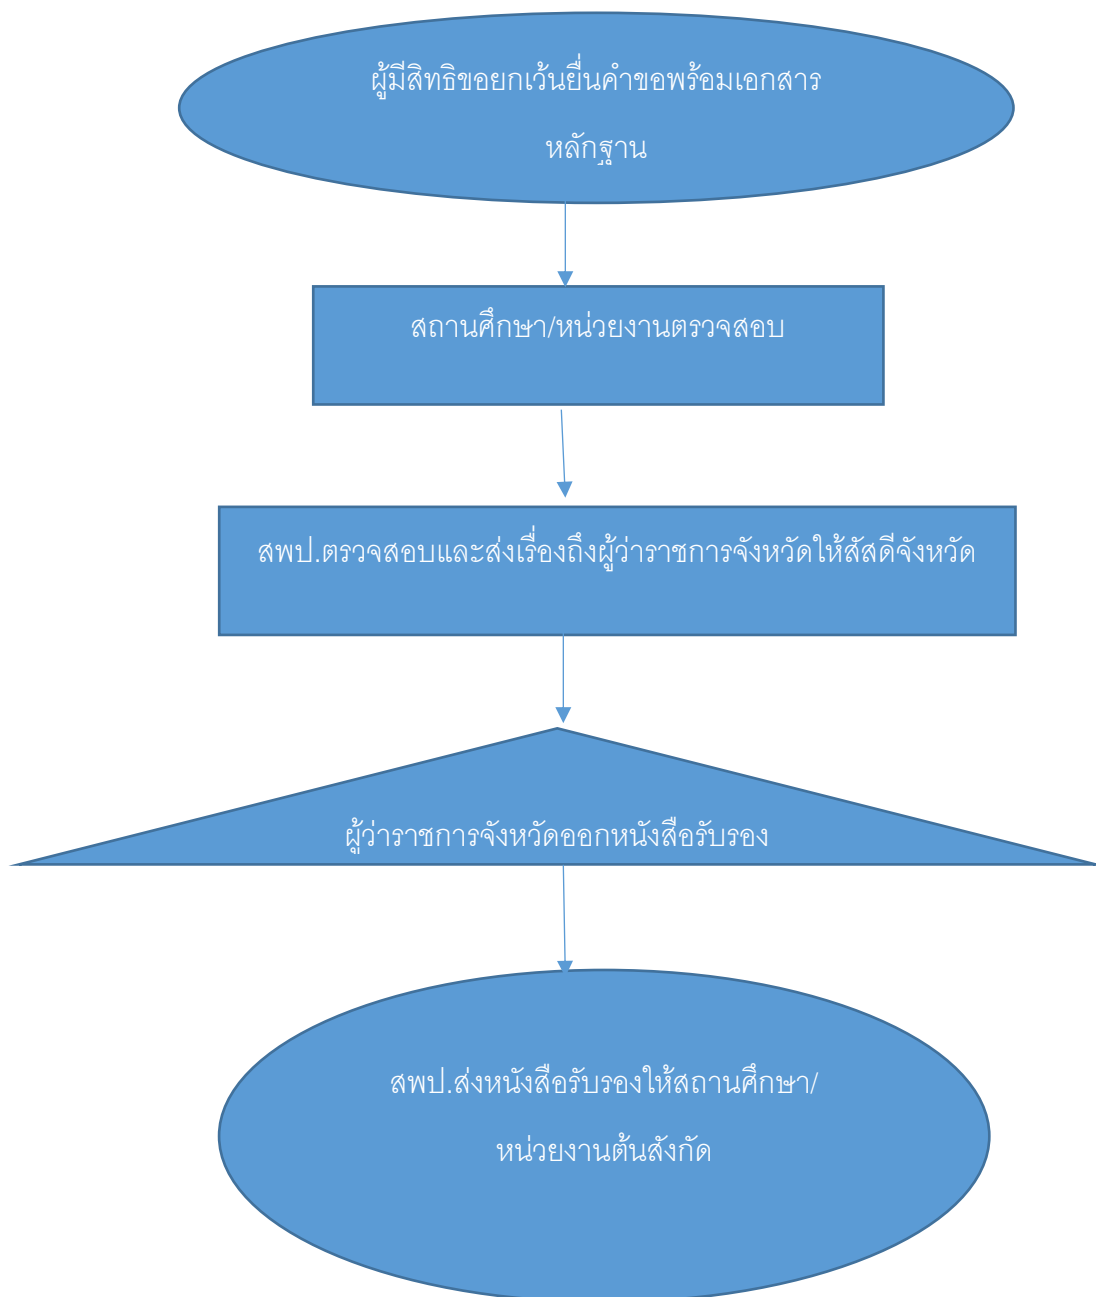 ผู้มีสิทธิขอยกเว้นยื่นคำขอพร้อมเอกสาร
หลักฐาน
สถานศึกษา/หน่วยงานตรวจสอบ
สพป.ตรวจสอบและส่งเรื่องถึงผู้ว่าราชการจังหวัดให้สัสดีจังหวัด
ผู้ว่าราชการจังหวัดออกหนังสือรับรอง
สพป.ส่งหนังสือรับรองให้สถานศึกษา/
หน่วยงานต้นสังกัด